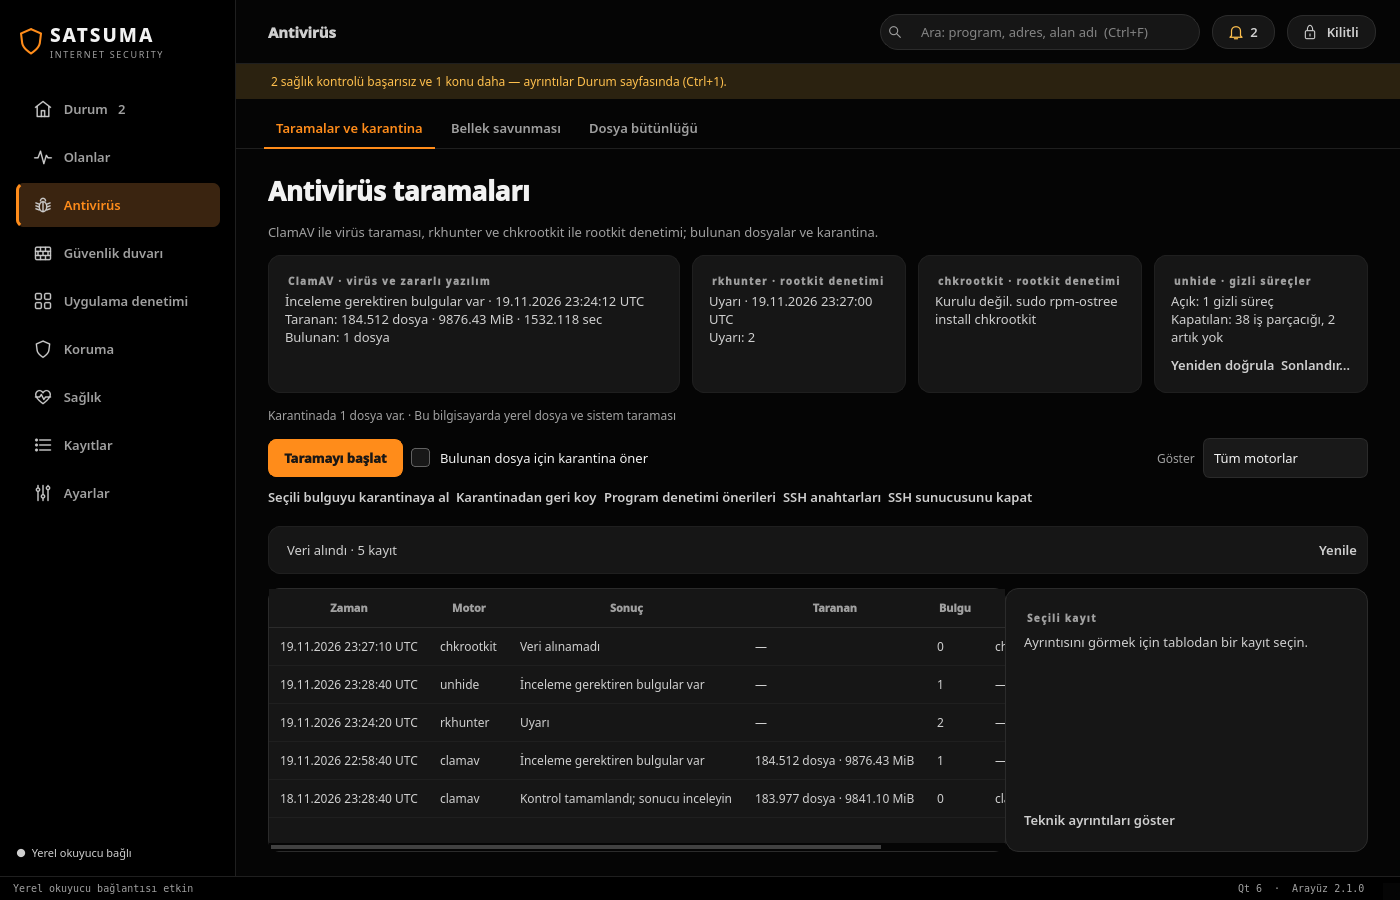 SATSUMA
INTERNET SECURITY
Durum 2
Olanlar
Antivirüs
Güvenlik duvarı
Uygulama denetimi
Koruma
Sağlık
Kayıtlar
Ayarlar
Yerel okuyucu bağlı
Antivirüs
Ara: program, adres, alan adı (Ctrl+F)
2
Kilitli
2 sağlık kontrolü başarısız ve 1 konu daha — ayrıntılar Durum sayfasında (Ctrl+1).
Taramalar ve karantina
Bellek savunması
Dosya bütünlüğü
Antivirüs taramaları
ClamAV ile virüs taraması, rkhunter ve chkrootkit ile rootkit denetimi; bulunan dosyalar ve karantina.
ClamAV · virüs ve zararlı yazılım
İnceleme gerektiren bulgular var · 19.11.2026 23:24:12 UTC
Taranan: 184.512 dosya · 9876.43 MiB · 1532.118 sec
Bulunan: 1 dosya
rkhunter · rootkit denetimi
Uyarı · 19.11.2026 23:27:00
UTC
Uyarı: 2
chkrootkit · rootkit denetimi
Kurulu değil. sudo rpm-ostree
install chkrootkit
unhide · gizli süreçler
Açık: 1 gizli süreç
Kapatılan: 38 iş parçacığı, 2
artık yok
Yeniden doğrula Sonlandır...
Karantinada 1 dosya var. · Bu bilgisayarda yerel dosya ve sistem taraması
Taramayı başlat
Bulunan dosya için karantina öner
Göster
Tüm motorlar
Seçili bulguyu karantinaya al Karantinadan geri koy Program denetimi önerileri SSH anahtarları SSH sunucusunu kapat
Veri alındı · 5 kayıt
Yenile
Zaman Motor Sonuç Taranan Bulgu
19.11.2026 23:27:10 UTC chkrootkit Veri alınamadı — 0 ch
19.11.2026 23:28:40 UTC unhide İnceleme gerektiren bulgular var — 1 —
19.11.2026 23:24:20 UTC rkhunter Uyarı — 2 —
19.11.2026 22:58:40 UTC clamav İnceleme gerektiren bulgular var 184.512 dosya · 9876.43 MiB 1 —
18.11.2026 23:28:40 UTC clamav Kontrol tamamlandı; sonucu inceleyin 183.977 dosya · 9841.10 MiB 0 cl
Seçili kayıt
Ayrıntısını görmek için tablodan bir kayıt seçin.
Teknik ayrıntıları göster
Yerel okuyucu bağlantısı etkin
Qt 6 · Arayüz 2.1.0